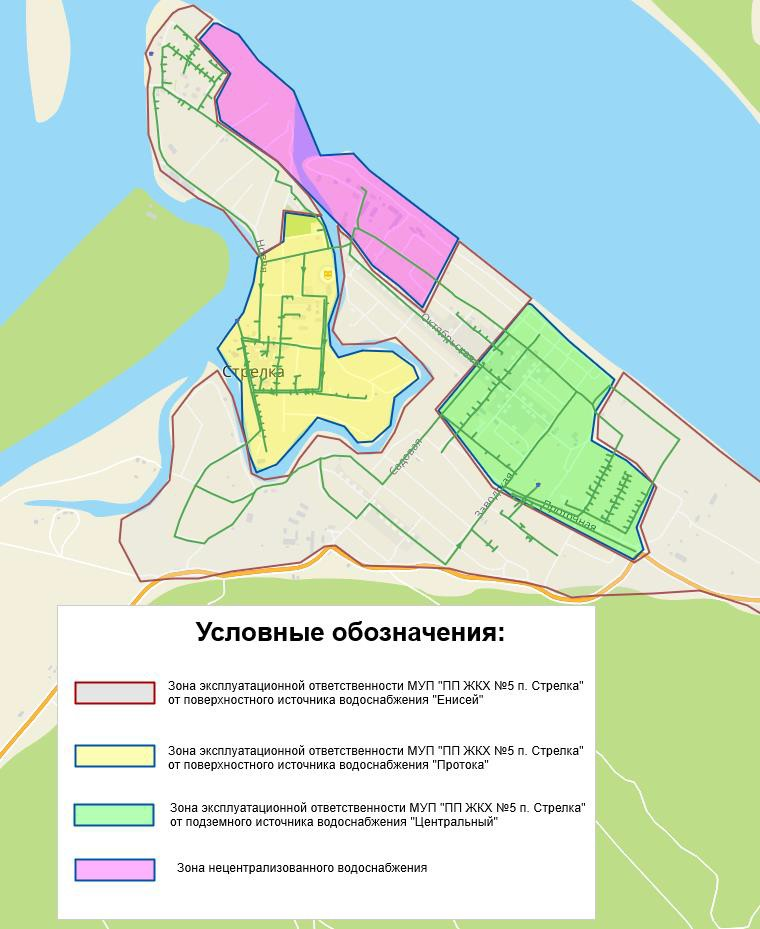 Октябрьская
Стрелка
Садовая
Заводская
Проточная
Условные обозначения:
Зона эксплуатационной ответственности МУП "ПП ЖКХ №5 п. Стрелка"
от поверхностного источника водоснабжения "Енисей"
Зона эксплуатационной ответственности МУП "ПП ЖКХ №5 п. Стрелка"
от поверхностного источника водоснабжения "Протока"
Зона эксплуатационной ответственности МУП "ПП ЖКХ №5 п. Стрелка"
от подземного источника водоснабжения "Центральный"
Зона нецентрализованного водоснабжения